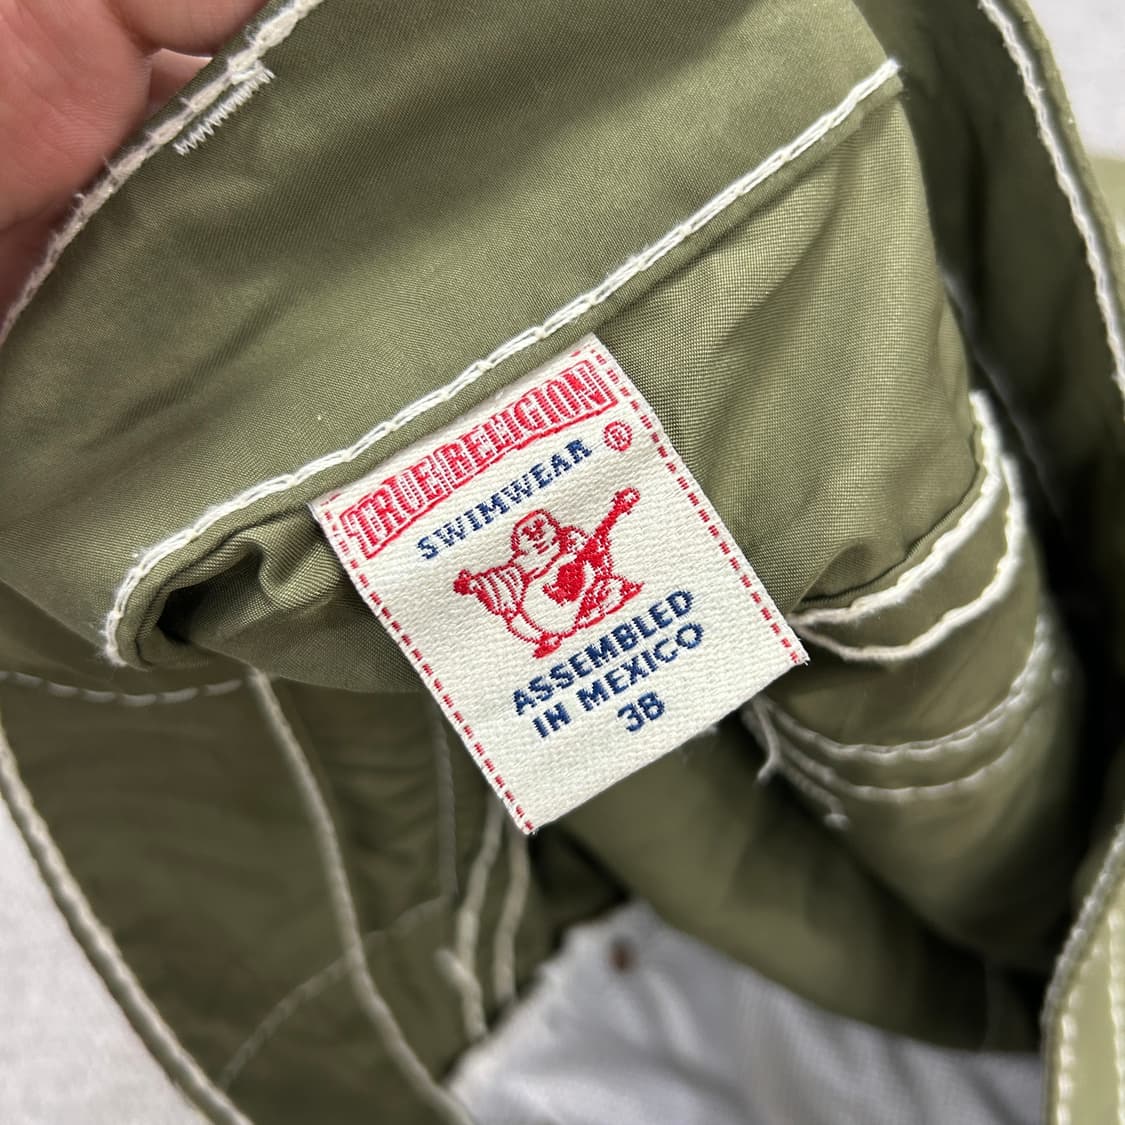 TRUE RELIGION
SWIMWEAR ®
ASSEMBLED
IN MEXICO
38